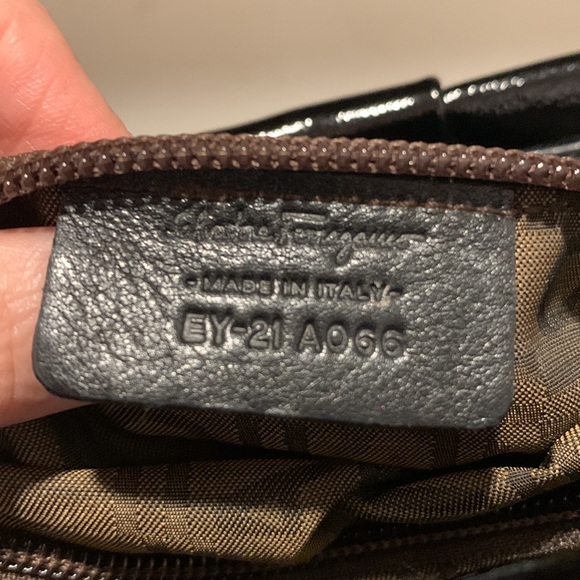 Salvatore Ferragamo
-MADE IN ITALY-
EY-21 A066